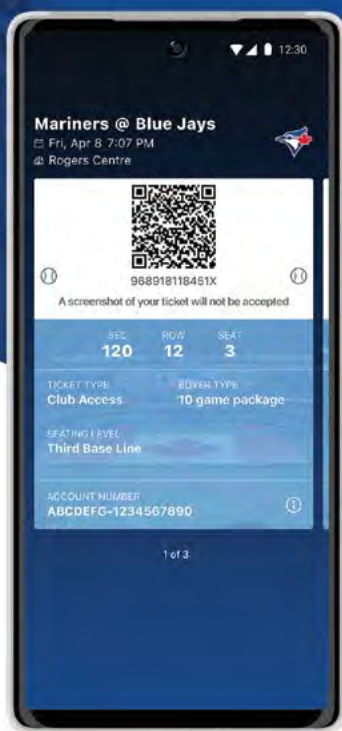 12:30
Mariners @ Blue Jays
Fri, Apr 8 7:07 PM
Rogers Centre
968918118451X
A screenshot of your ticket will not be accepted
SEC ROW SEAT
120 12 3
TICKET TYPE BUYER TYPE
Club Access 10 game package
SEATING LEVEL
Third Base Line
ACCOUNT NUMBER
ABCDEFG-1234567890
1 of 3